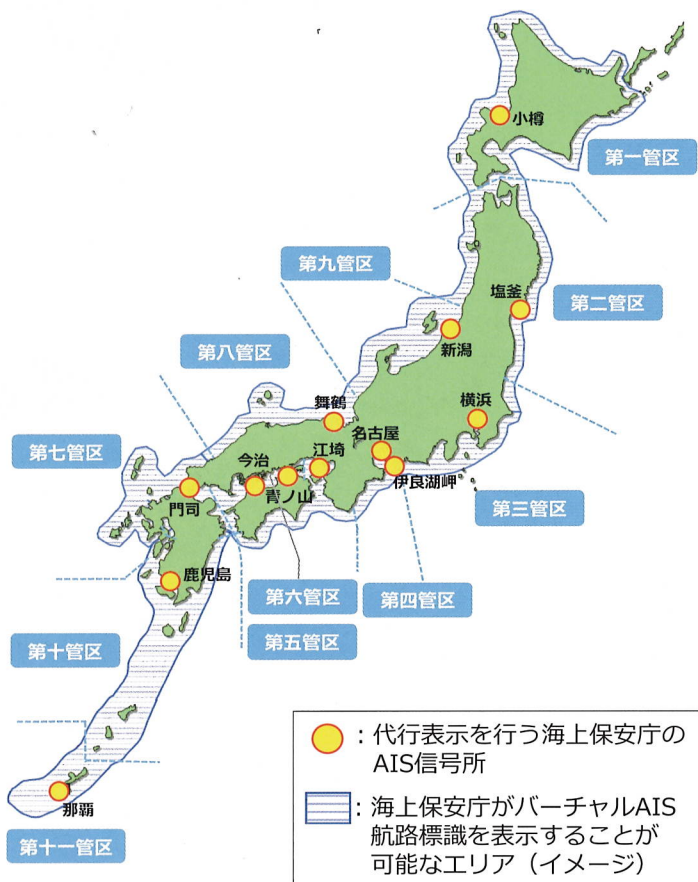 小樽
第一管区
第九管区
塩釜
第二管区
新潟
第八管区
舞鶴
横浜
名古屋
第七管区
今治
江埼
伊良湖岬
青ノ山
門司
第三管区
鹿児島
第六管区
第四管区
第五管区
第十管区
那覇
第十一管区
：代行表示を行う海上保安庁の
AIS信号所
：海上保安庁がバーチャルAIS
航路標識を表示することが
可能なエリア（イメージ）